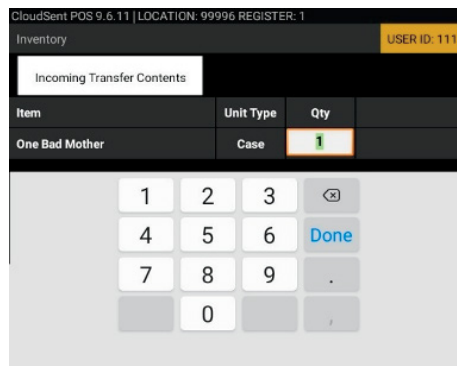 CloudSent POS 9.6.11 | LOCATION: 99996 REGISTER: 1
Inventory USER ID: 111
Incoming Transfer Contents
Item Unit Type Qty
One Bad Mother Case 1
1 2 3
4 5 6 Done
7 8 9 .
0 ,